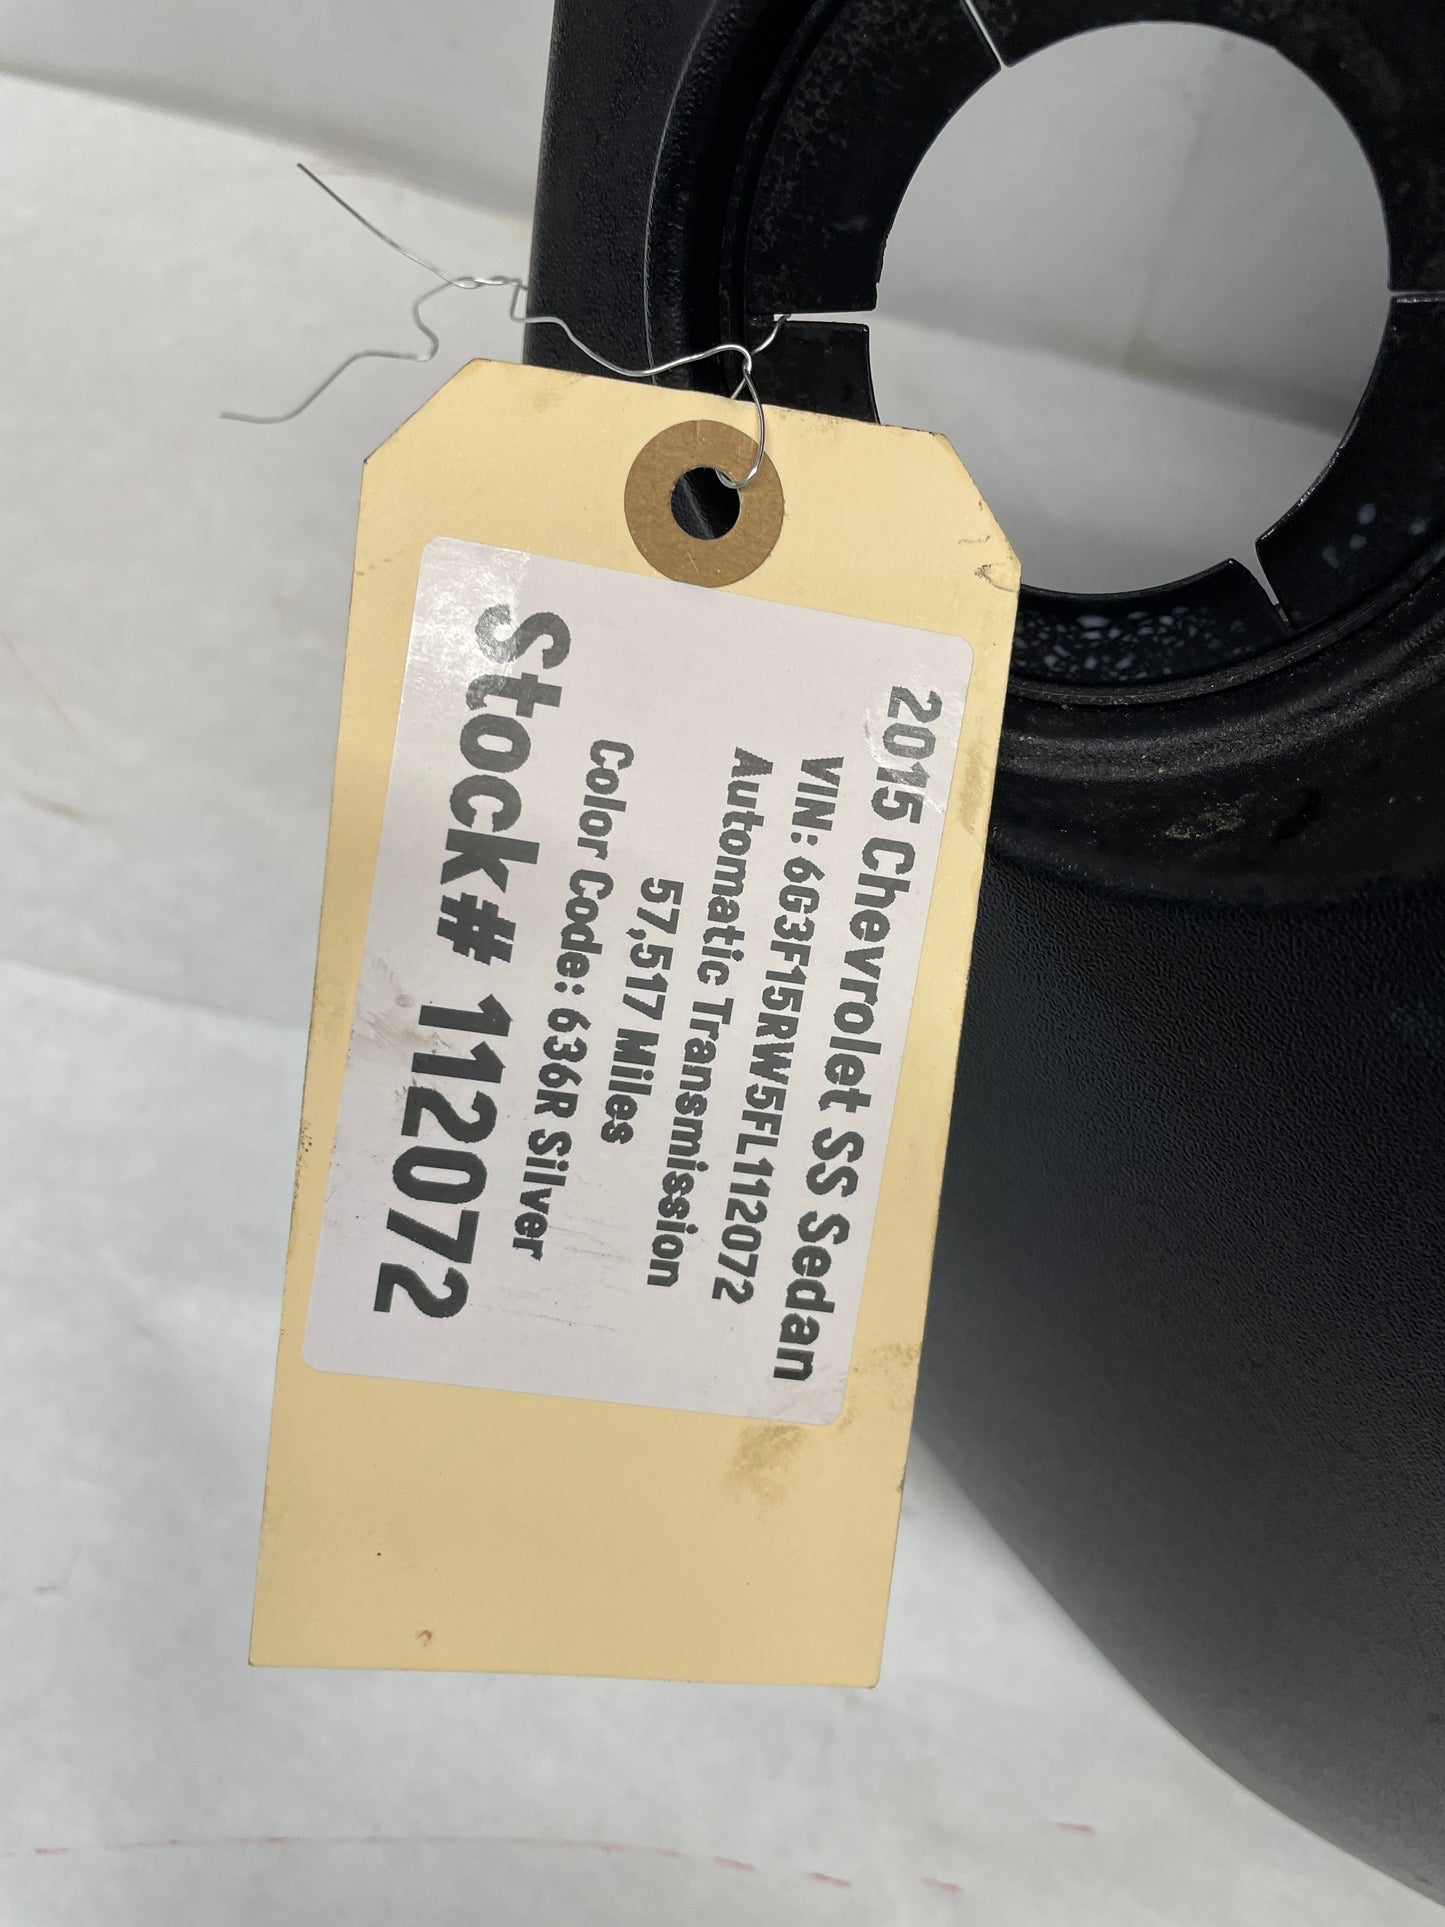 2015 Chevrolet SS Sedan
VIN: 6G3F15RW5FL112072
Automatic Transmission
57,517 Miles
Color Code: 636R Silver
Stock# 112072